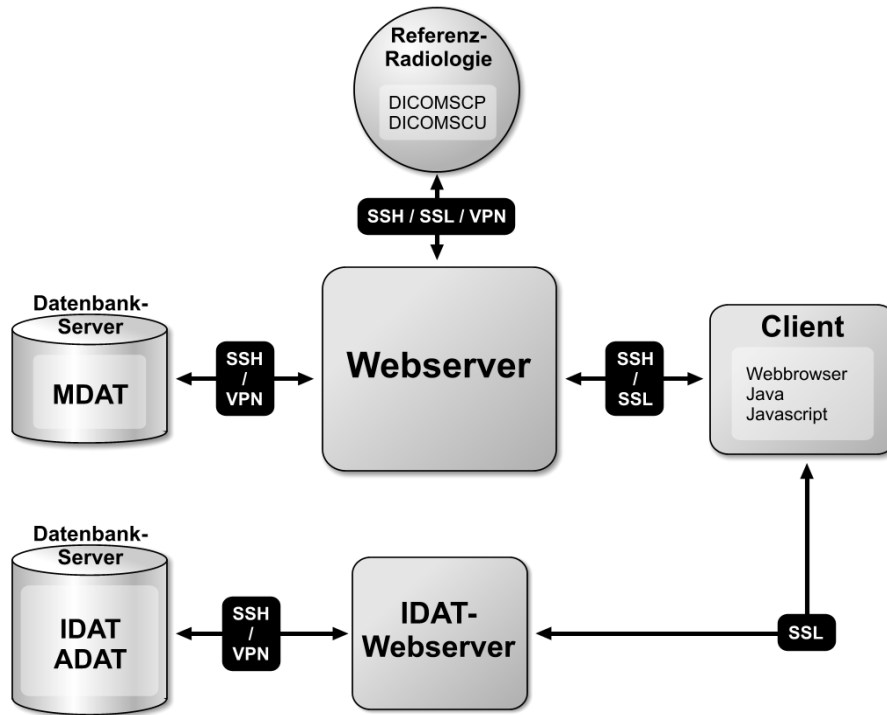 Referenz-
Radiologie
DICOMSCP
DICOMSCU
SSH / SSL / VPN
Datenbank-
Server
MDAT
SSH
/
VPN
Webserver
SSH
/
SSL
Client
Webbrowser
Java
Javascript
Datenbank-
Server
IDAT
ADAT
SSH
/
VPN
IDAT-
Webserver
SSL